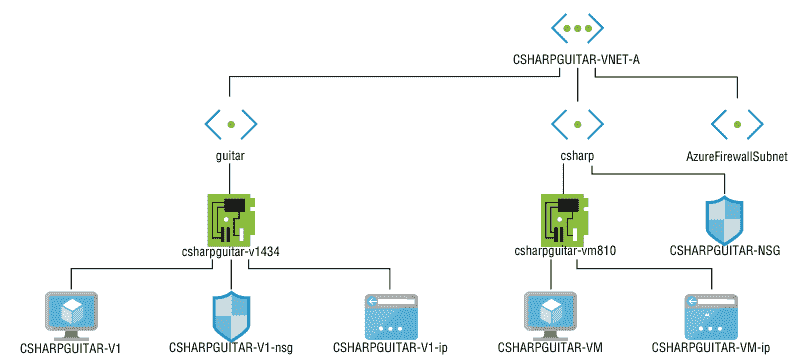 CSHARPGUITAR-VNET-A
guitar
csharp
AzureFirewallSubnet
csharpguitar-v1434
csharpguitar-vm810
CSHARPGUITAR-NSG
CSHARPGUITAR-V1
CSHARPGUITAR-V1-nsg
CSHARPGUITAR-V1-ip
CSHARPGUITAR-VM
CSHARPGUITAR-VM-ip